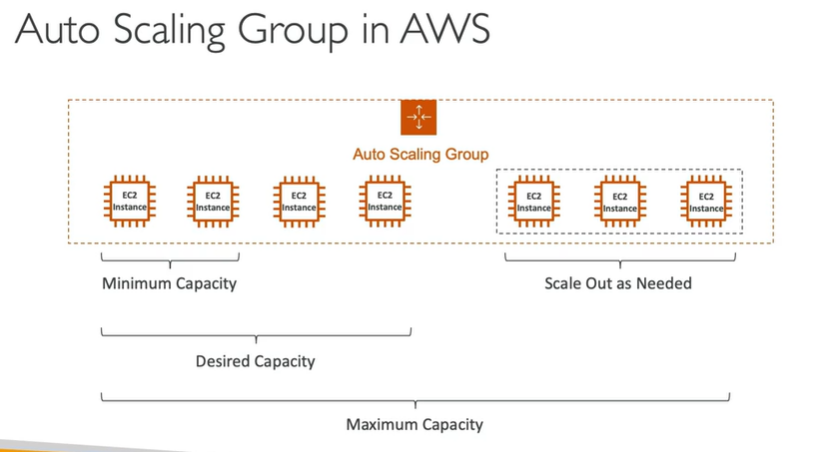 Auto Scaling Group in AWS
Auto Scaling Group
EC2
Instance
EC2
Instance
EC2
Instance
EC2
Instance
EC2
Instance
EC2
Instance
EC2
Instance
Minimum Capacity
Scale Out as Needed
Desired Capacity
Maximum Capacity